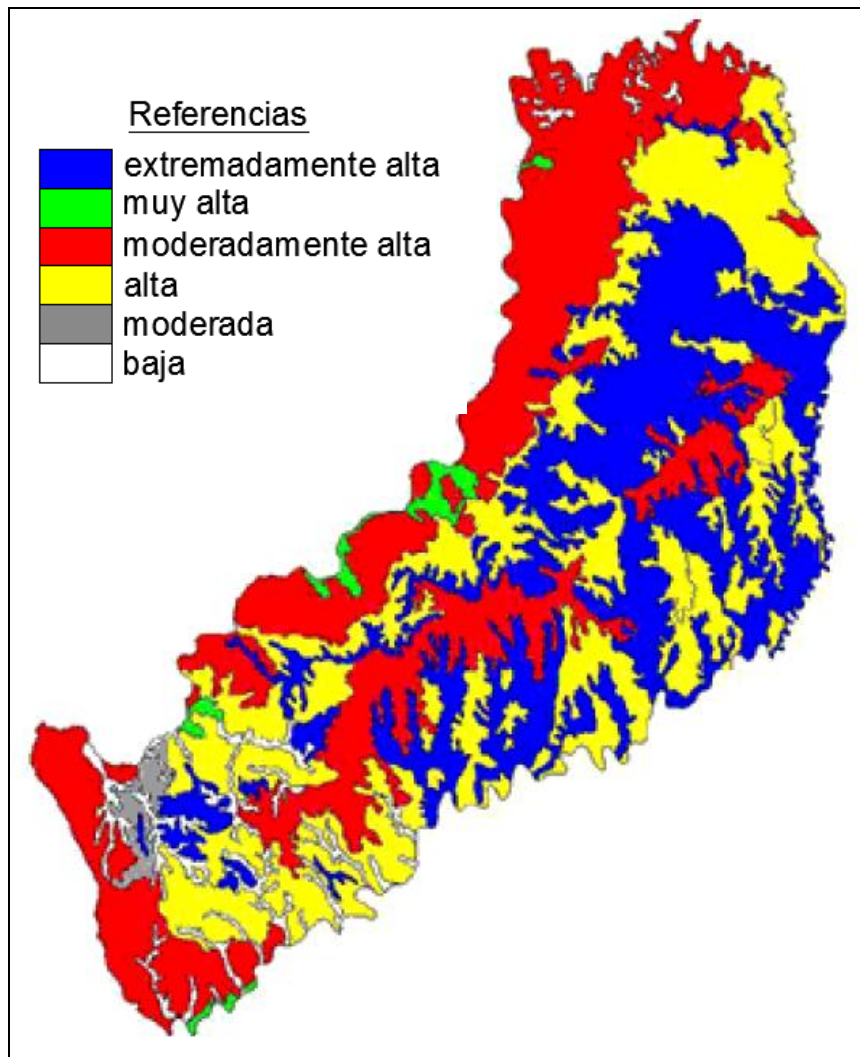 Referencias
extremadamente alta
muy alta
moderadamente alta
alta
moderada
baja